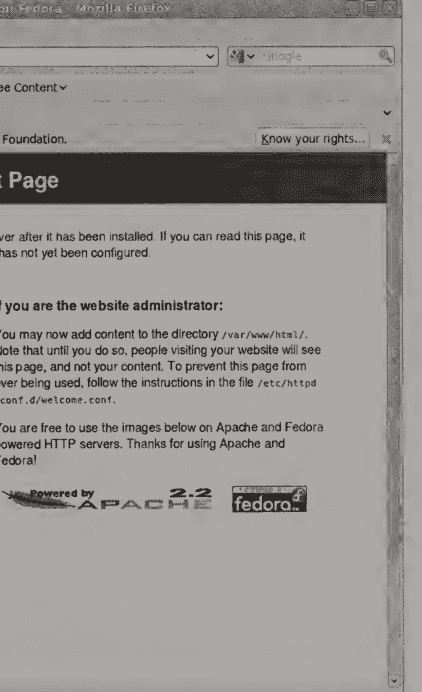 on Fedora - Mozilla Firefox
Google
ee Content
Foundation.
Know your rights...
t Page
ver after it has been installed. If you can read this page, it
has not yet been configured.
f you are the website administrator:
You may now add content to the directory /var/www/html/.
Note that until you do so, people visiting your website will see
his page, and not your content. To prevent this page from
ever being used, follow the instructions in the file /etc/httpd
conf.d/welcome.conf.
You are free to use the images below on Apache and Fedora
powered HTTP servers. Thanks for using Apache and
Fedora!
Powered by 2.2
APACHE
fedora